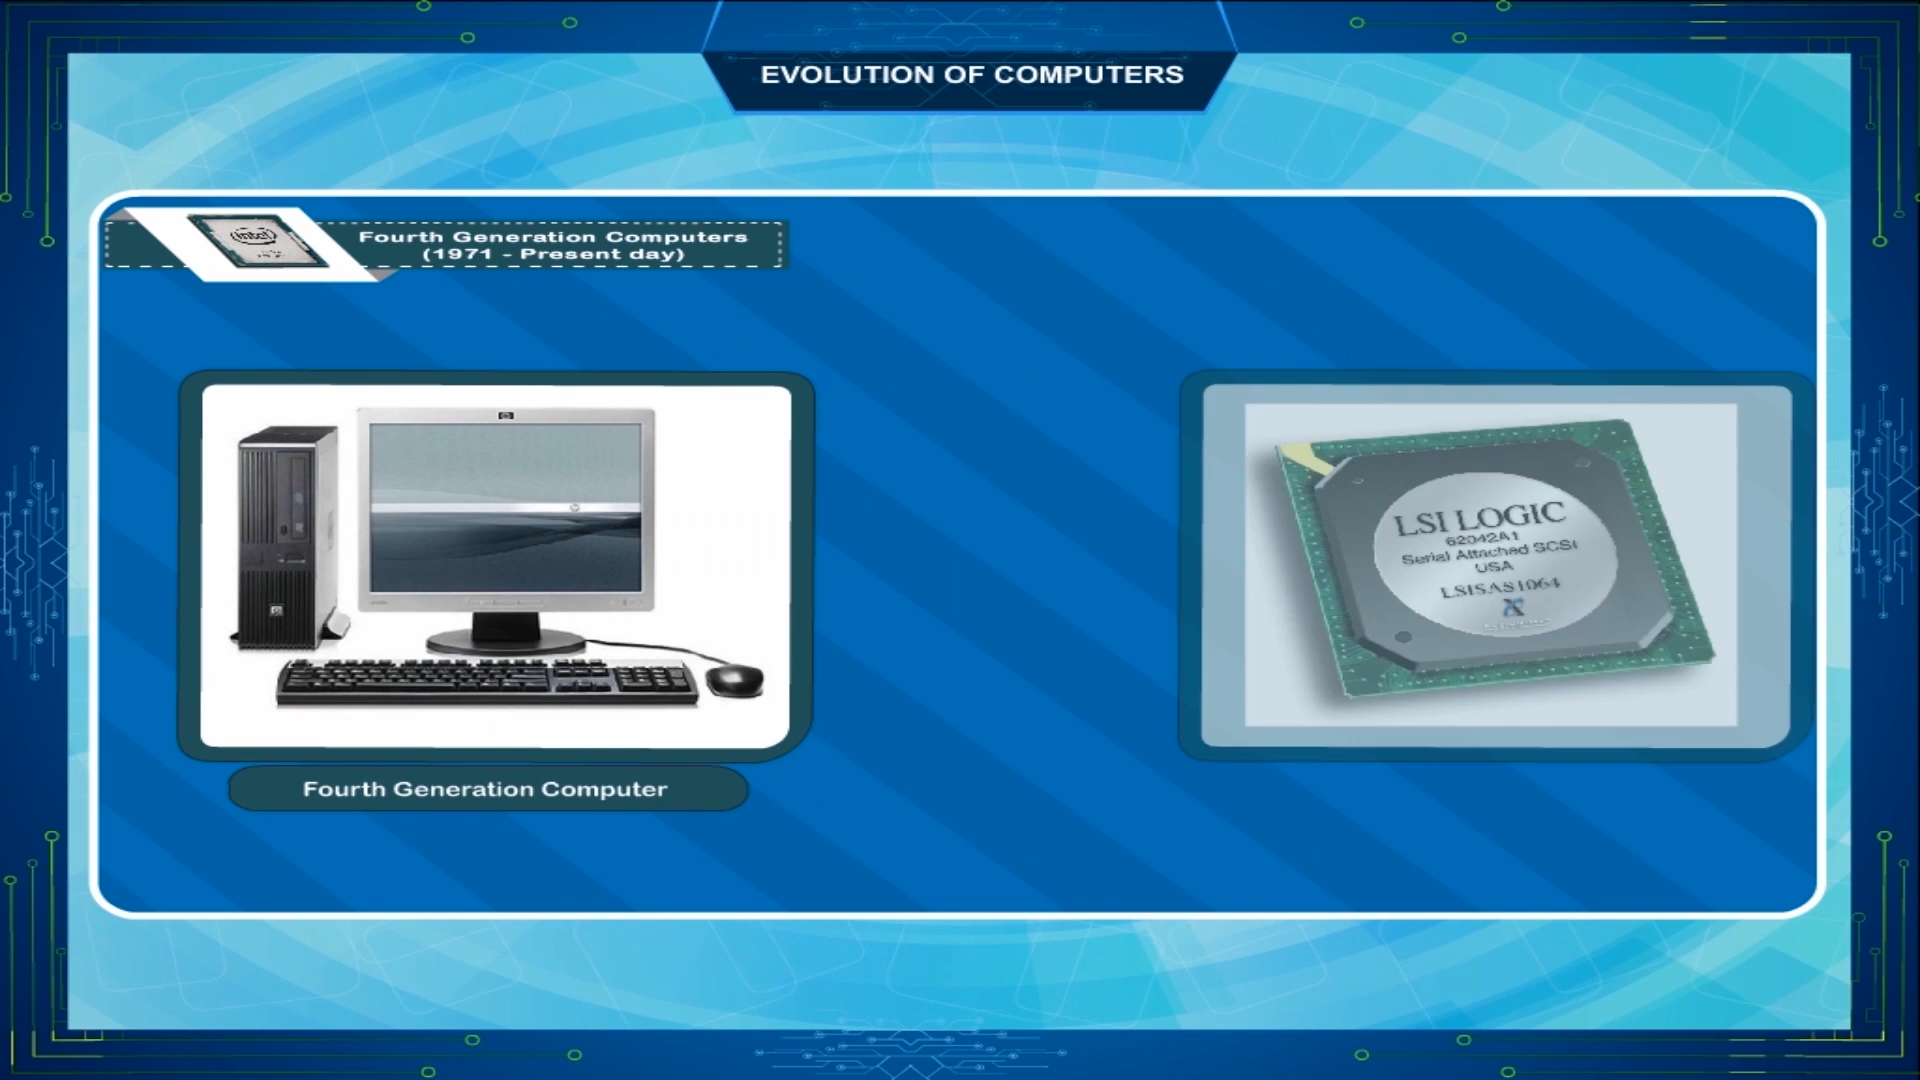 EVOLUTION OF COMPUTERS
intel
Fourth Generation Computers
(1971 - Present day)
LSI LOGIC
62042A1
Serial Attached SCSI
USA
LSISAS1064
Fourth Generation Computer